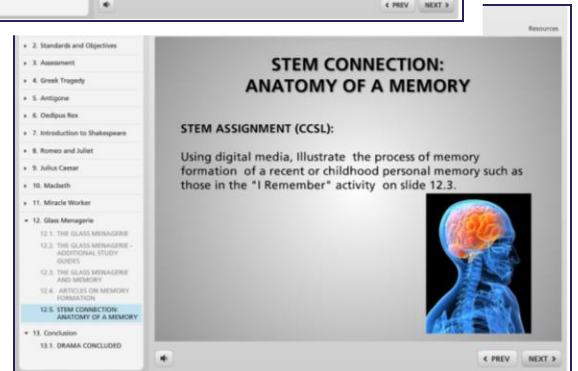 < PREV NEXT >
Resources
▸ 2. Standards and Objectives
▸ 3. Assessment
▸ 4. Greek Tragedy
▸ 5. Antigone
▸ 6. Oedipus Rex
▸ 7. Introduction to Shakespeare
▸ 8. Romeo and Juliet
▸ 9. Julius Caesar
▸ 10. Macbeth
▸ 11. Miracle Worker
▾ 12. Glass Menagerie
12.1. THE GLASS MENAGERIE
12.2. THE GLASS MENAGERIE -
ADDITIONAL STUDY
GUIDES
12.3. THE GLASS MENAGERIE
AND MEMORY
12.4. ARTICLES ON MEMORY
FORMATION
12.5. STEM CONNECTION:
ANATOMY OF A MEMORY
▾ 13. Conclusion
13.1. DRAMA CONCLUDED
STEM CONNECTION:
ANATOMY OF A MEMORY
STEM ASSIGNMENT (CCSL):
Using digital media, Illustrate the process of memory
formation of a recent or childhood personal memory such as
those in the "I Remember" activity on slide 12.3.
< PREV NEXT >